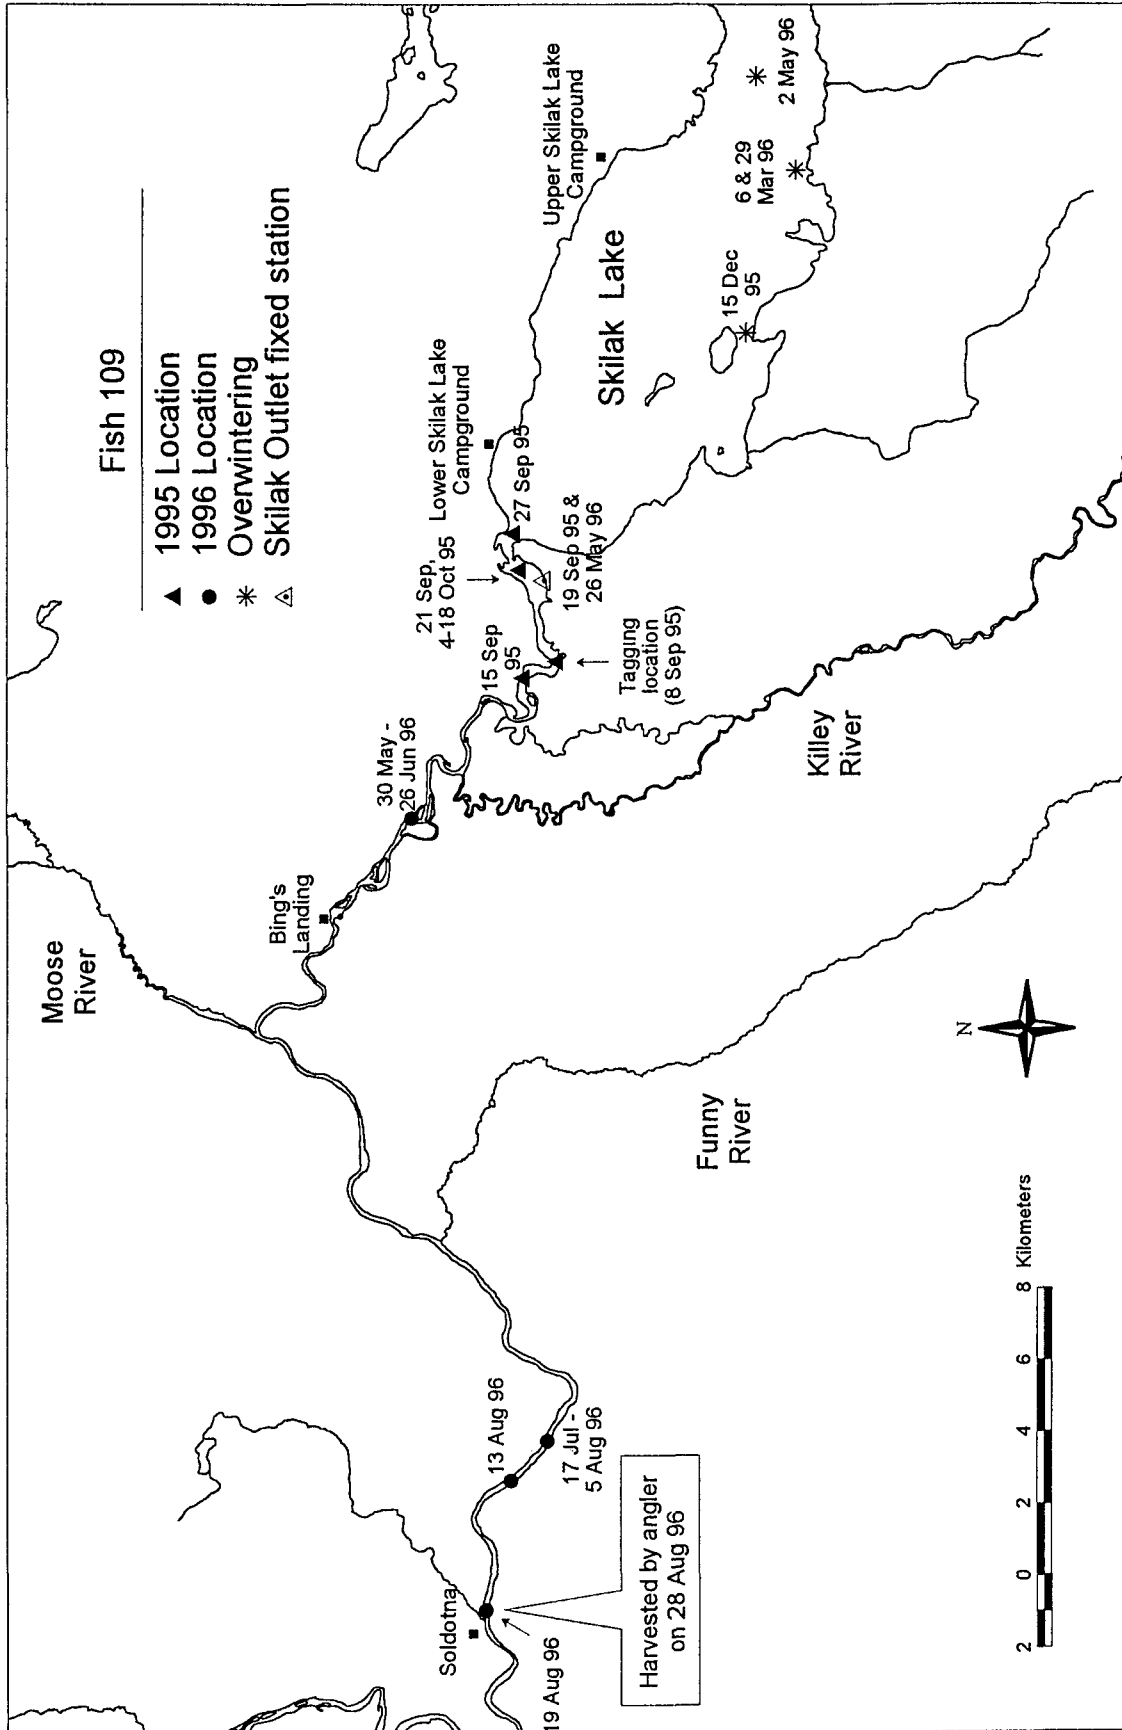 Fish 109
1995 Location
1996 Location
Overwintering
Skilak Outlet fixed station
Moose
River
Bing's
Landing
30 May -
26 Jun 96
15 Sep
95
21 Sep,
4-18 Oct 95
Lower Skilak Lake
Campground
27 Sep 95
19 Sep 95 &
26 May 96
Tagging
location
(8 Sep 95)
Upper Skilak Lake
Campground
Skilak Lake
15 Dec
95
6 & 29
Mar 96
2 May 96
Killey
River
Funny
River
Soldotna
19 Aug 96
13 Aug 96
17 Jul -
5 Aug 96
Harvested by angler
on 28 Aug 96
N
2 0 2 4 6 8 Kilometers